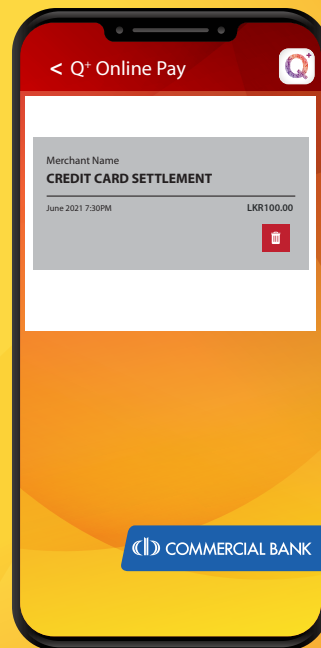 < Q+ Online Pay
Q+
Merchant Name
CREDIT CARD SETTLEMENT
June 2021 7:30PM
LKR100.00
COMMERCIAL BANK